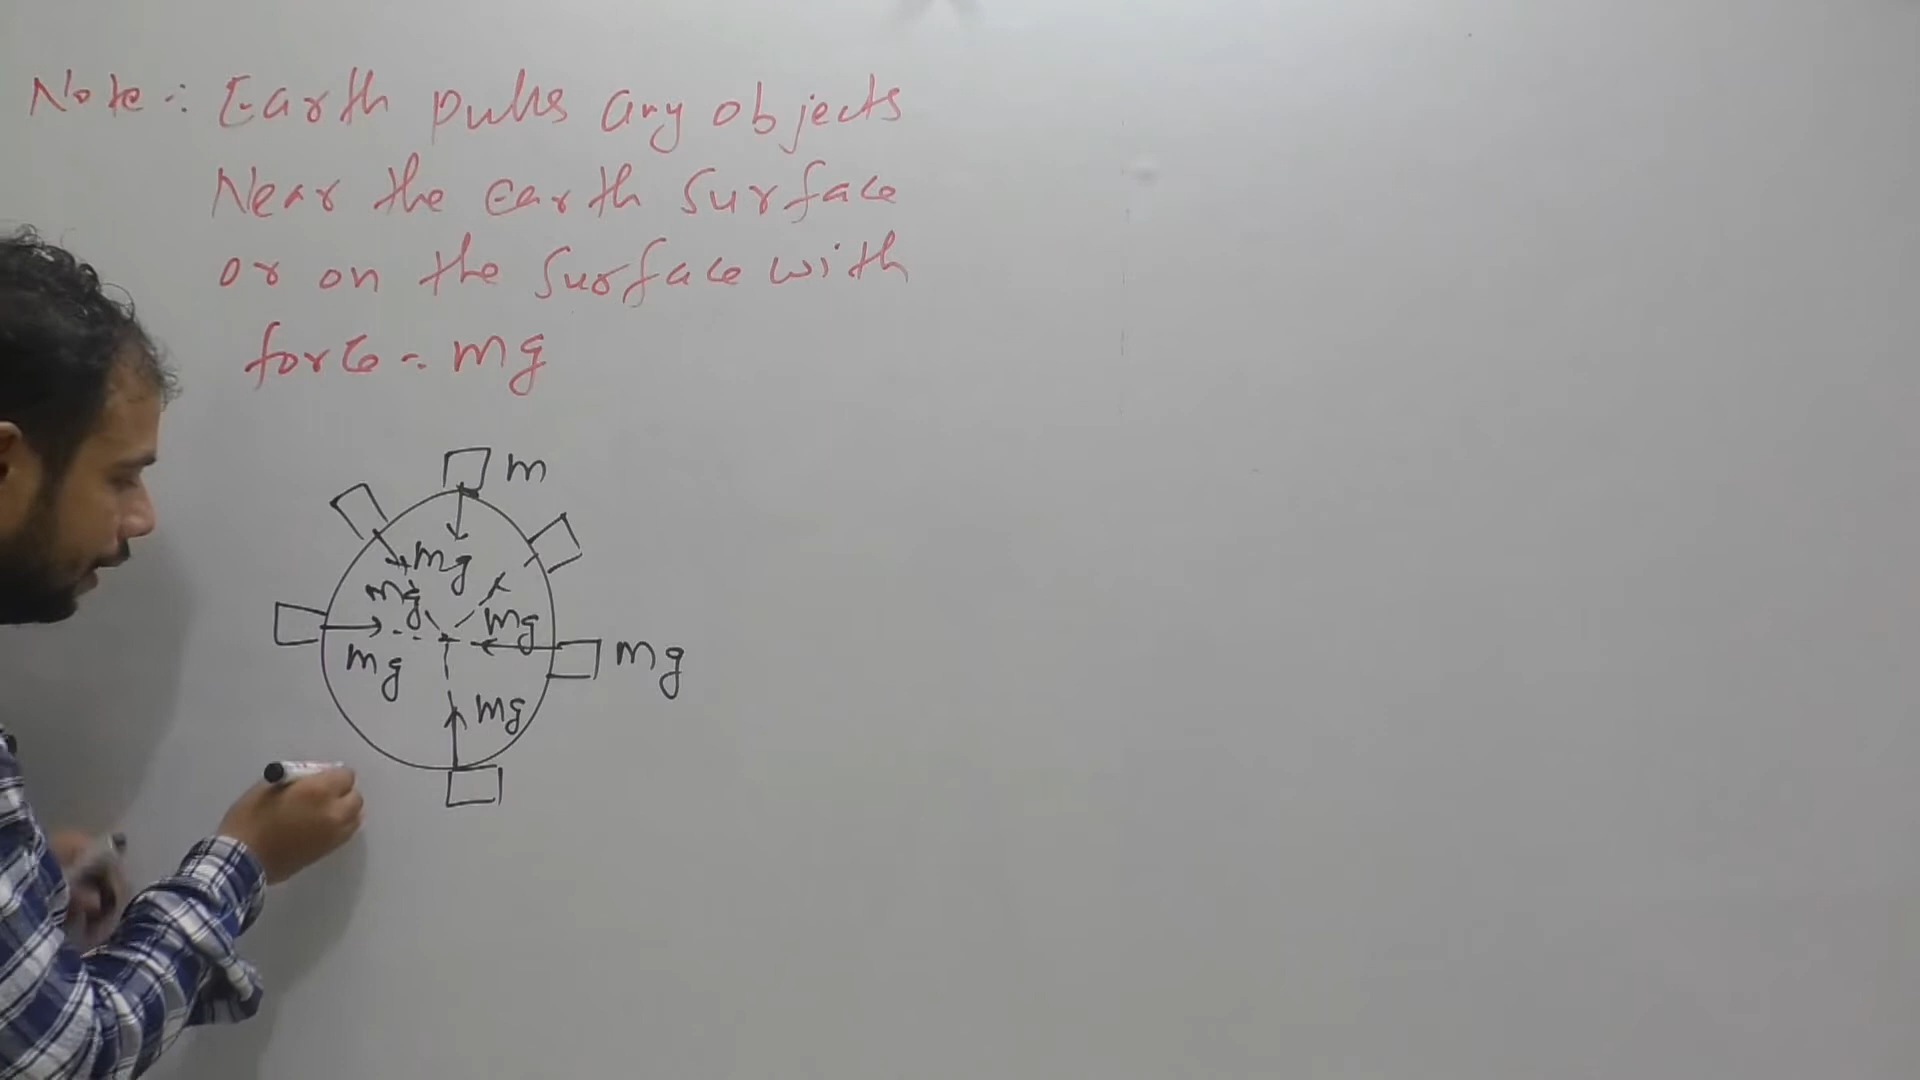 Note :- Earth pulls any objects
Near the earth surface
or on the surface with
force = mg
m
mg
mg
mg
mg
mg
mg